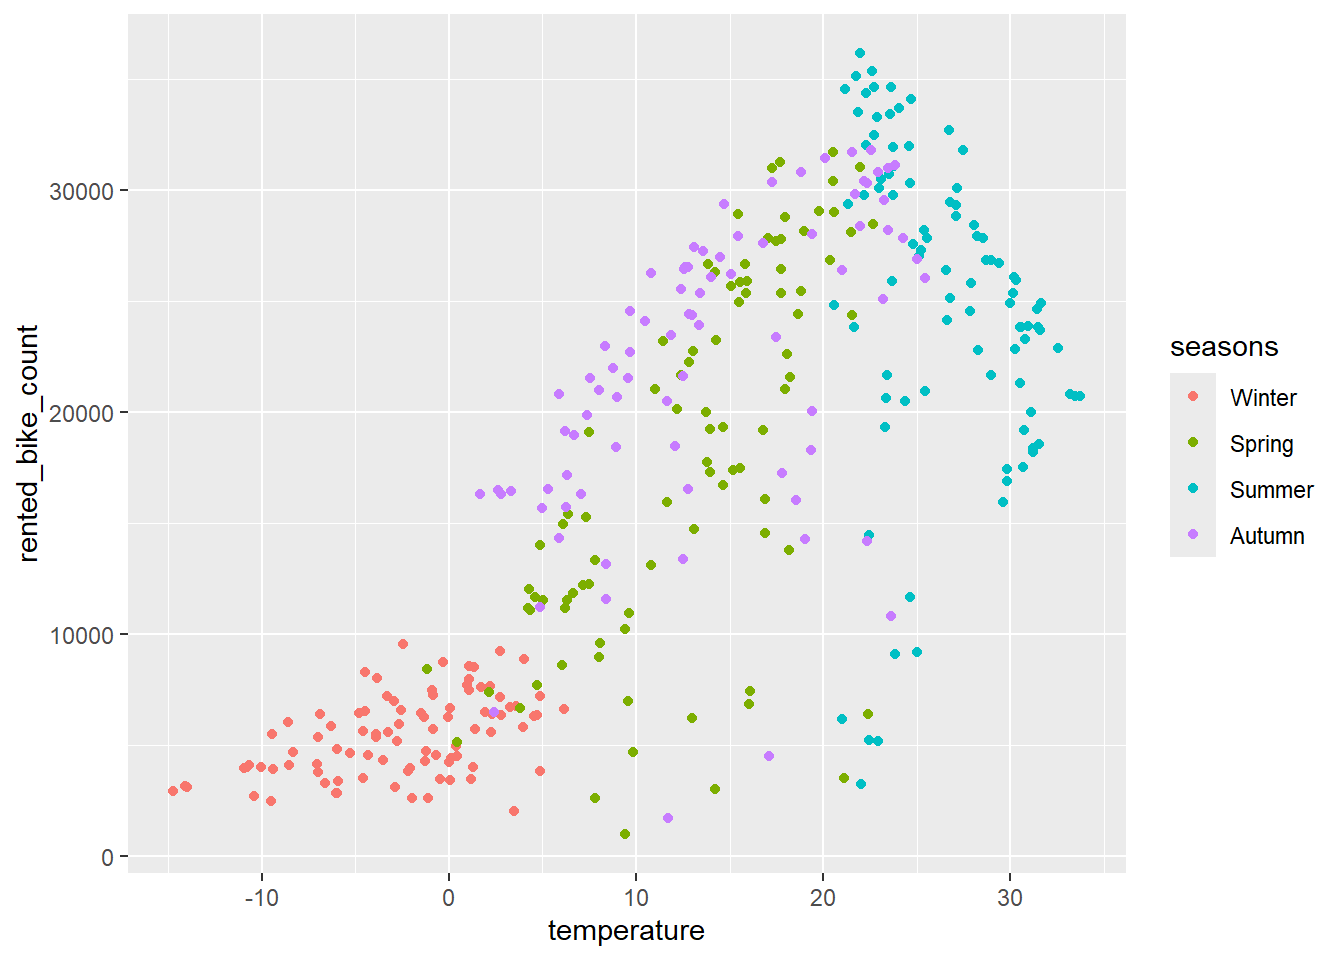 30000
20000
10000
0
-10
0
10
20
30
temperature
rented_bike_count
seasons
Winter
Spring
Summer
Autumn